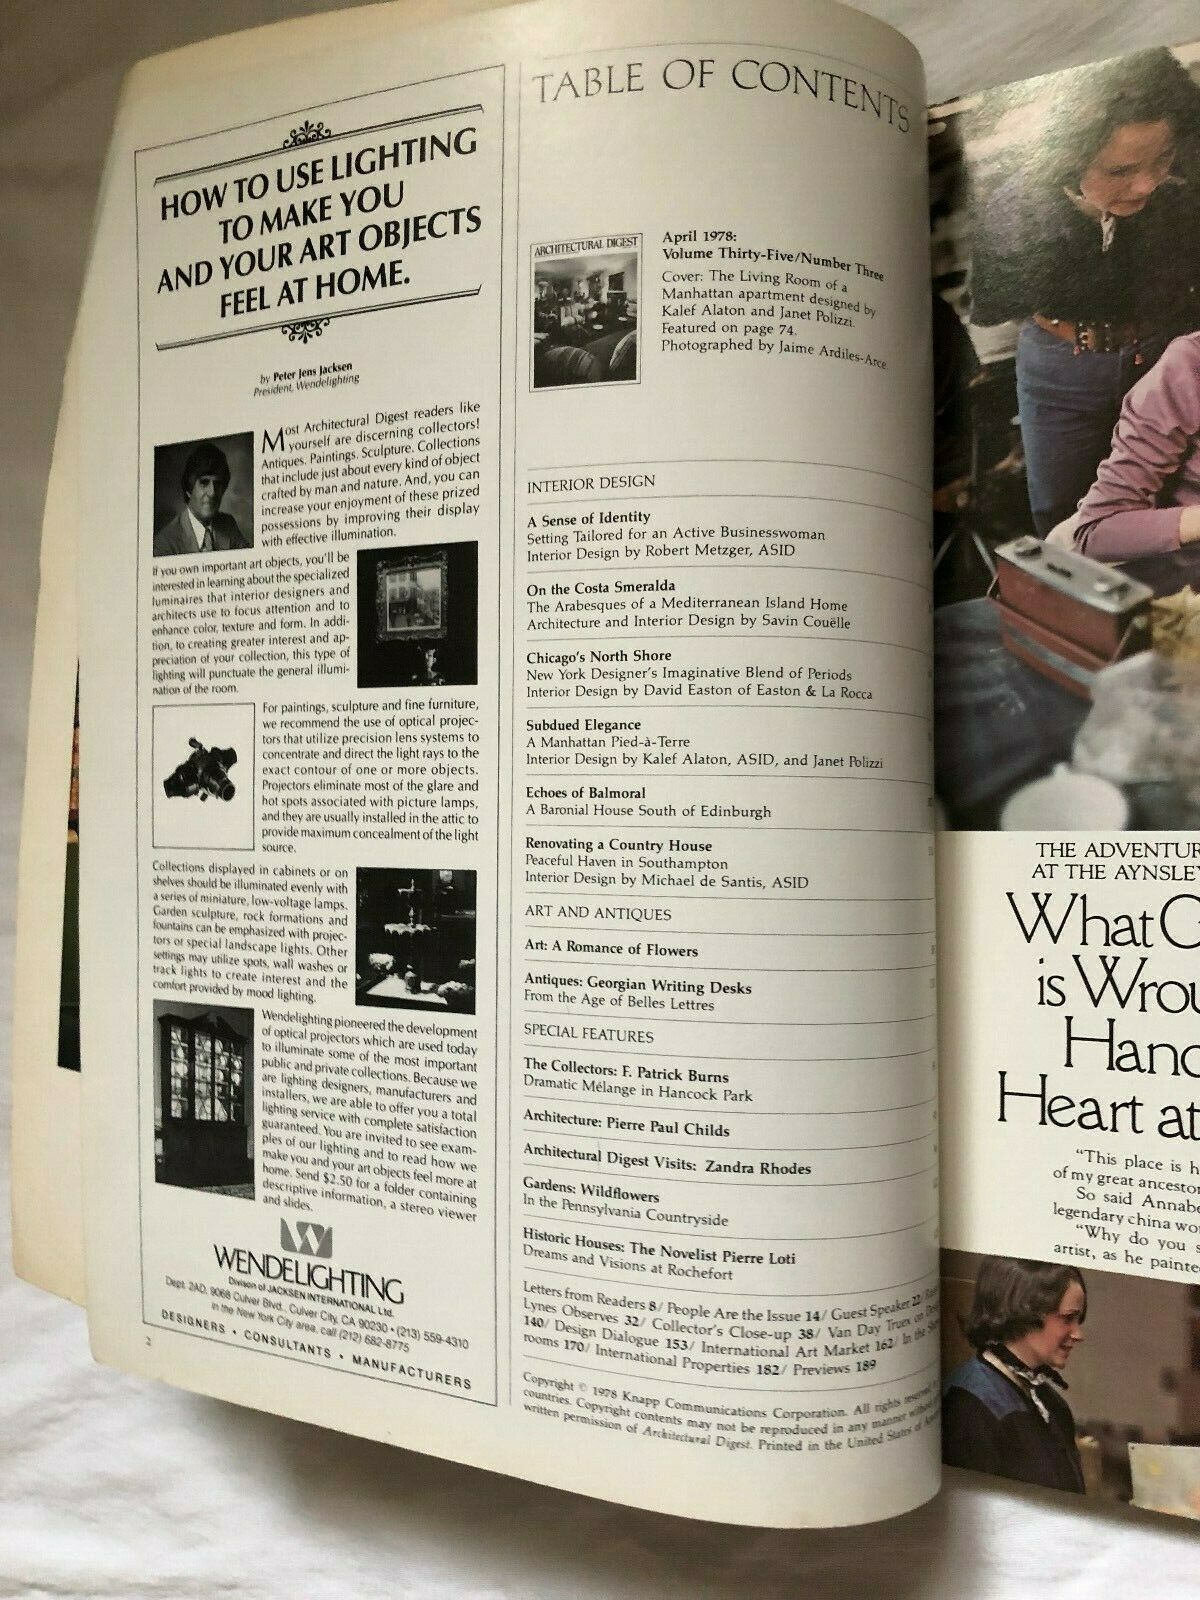 HOW TO USE LIGHTING
TO MAKE YOU
AND YOUR ART OBJECTS
FEEL AT HOME.
by Peter Jens Jacksen
President, Wendelighting
Most Architectural Digest readers like
yourself are discerning collectors!
Antiques. Paintings. Sculpture. Collections
that include just about every kind of object
crafted by man and nature. And, you can
increase your enjoyment of these prized
possessions by improving their display
with effective illumination.
If you own important art objects, you'll be
interested in learning about the specialized
luminaires that interior designers and
architects use to focus attention and to
enhance color, texture and form. In addi-
tion, to creating greater interest and ap-
preciation of your collection, this type of
lighting will punctuate the general illumi-
nation of the room.
For paintings, sculpture and fine furniture,
we recommend the use of optical projec-
tors that utilize precision lens systems to
concentrate and direct the light rays to the
exact contour of one or more objects.
Projectors eliminate most of the glare and
hot spots associated with picture lamps,
and they are usually installed in the attic to
provide maximum concealment of the light
source.
Collections displayed in cabinets or on
shelves should be illuminated evenly with
a series of miniature, low-voltage lamps.
Garden sculpture, rock formations and
fountains can be emphasized with projec-
tors or special landscape lights. Other
settings may utilize spots, wall washes or
track lights to create interest and the
comfort provided by mood lighting.
Wendelighting pioneered the development
of optical projectors which are used today
to illuminate some of the most important
public and private collections. Because we
are lighting designers, manufacturers and
installers, we are able to offer you a total
lighting service with complete satisfaction
guaranteed. You are invited to see exam-
ples of our lighting and to read how we
make you and your art objects feel more at
home. Send $2.50 for a folder containing
descriptive information, a stereo viewer
and slides.
WENDELIGHTING
Division of JACKSEN INTERNATIONAL Ltd.
Dept. 2AD, 9068 Culver Blvd., Culver City, CA 90230 • (213) 559-4310
in the New York City area, call (212) 682-8775
DESIGNERS • CONSULTANTS • MANUFACTURERS
2
TABLE OF CONTENTS
ARCHITECTURAL DIGEST
April 1978:
Volume Thirty-Five/Number Three
Cover: The Living Room of a
Manhattan apartment designed by
Kalef Alaton and Janet Polizzi.
Featured on page 74.
Photographed by Jaime Ardiles-Arce
INTERIOR DESIGN
A Sense of Identity
Setting Tailored for an Active Businesswoman
Interior Design by Robert Metzger, ASID
On the Costa Smeralda
The Arabesques of a Mediterranean Island Home
Architecture and Interior Design by Savin Couëlle
Chicago's North Shore
New York Designer's Imaginative Blend of Periods
Interior Design by David Easton of Easton & La Rocca
Subdued Elegance
A Manhattan Pied-à-Terre
Interior Design by Kalef Alaton, ASID, and Janet Polizzi
Echoes of Balmoral
A Baronial House South of Edinburgh
Renovating a Country House
Peaceful Haven in Southampton
Interior Design by Michael de Santis, ASID
ART AND ANTIQUES
Art: A Romance of Flowers
Antiques: Georgian Writing Desks
From the Age of Belles Lettres
SPECIAL FEATURES
The Collectors: F. Patrick Burns
Dramatic Mélange in Hancock Park
Architecture: Pierre Paul Childs
Architectural Digest Visits: Zandra Rhodes
Gardens: Wildflowers
In the Pennsylvania Countryside
Historic Houses: The Novelist Pierre Loti
Dreams and Visions at Rochefort
Letters from Readers 8/ People Are the Issue 14/ Guest Speaker 22/
Lynes Observes 32/ Collector's Close-up 38/ Van Day Truex on
140/ Design Dialogue 153/ International Art Market 162/ In the
rooms 170/ International Properties 182/ Previews 189
Copyright © 1978 Knapp Communications Corporation. All rights reserved
countries. Copyright contents may not be reproduced in any manner without
written permission of Architectural Digest. Printed in the United States of
THE ADVENTUR
AT THE AYNSLEY
What G
is Wrou
Hand
Heart at
"This place is h
of my great ancestor
So said Annabe
legendary china wor
"Why do you s
artist, as he painte